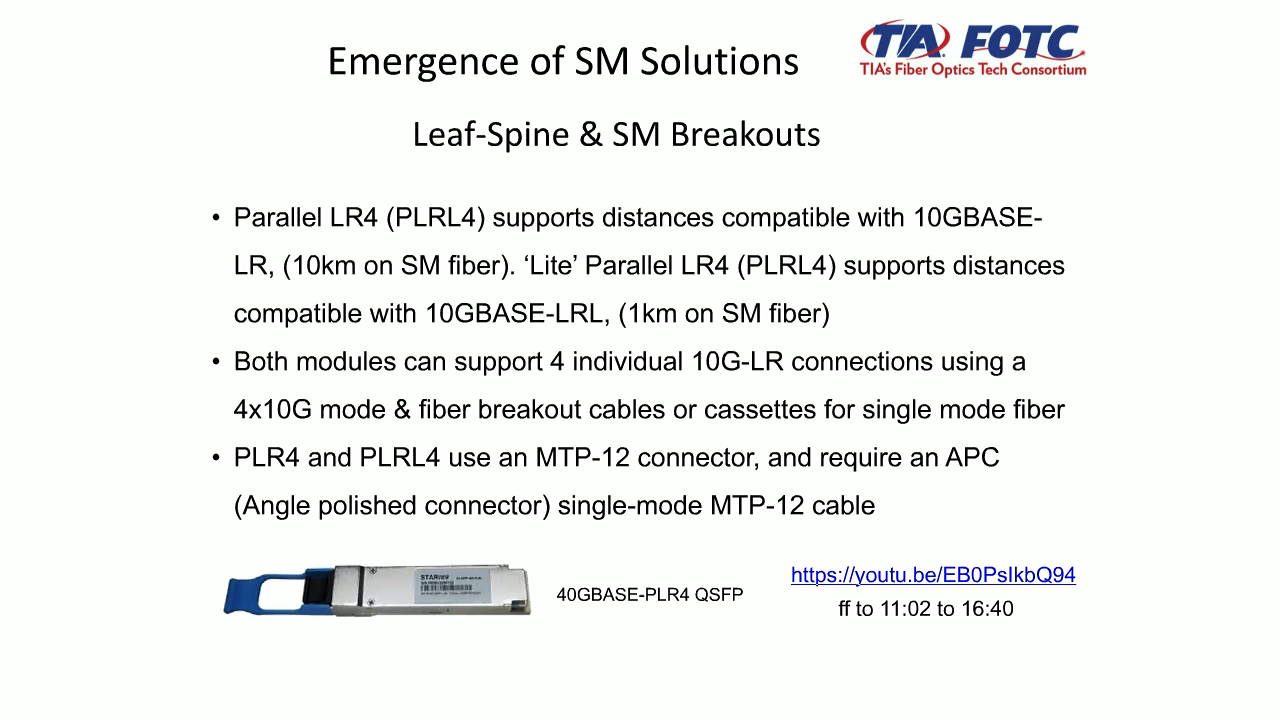 Emergence of SM Solutions
TIA FOTC
TIA's Fiber Optics Tech Consortium
Leaf-Spine & SM Breakouts
• Parallel LR4 (PLRL4) supports distances compatible with 10GBASE-
LR, (10km on SM fiber). ‘Lite’ Parallel LR4 (PLRL4) supports distances
compatible with 10GBASE-LRL, (1km on SM fiber)
• Both modules can support 4 individual 10G-LR connections using a
4x10G mode & fiber breakout cables or cassettes for single mode fiber
• PLR4 and PLRL4 use an MTP-12 connector, and require an APC
(Angle polished connector) single-mode MTP-12 cable
40GBASE-PLR4 QSFP
https://youtu.be/EB0PsIkbQ94
ff to 11:02 to 16:40